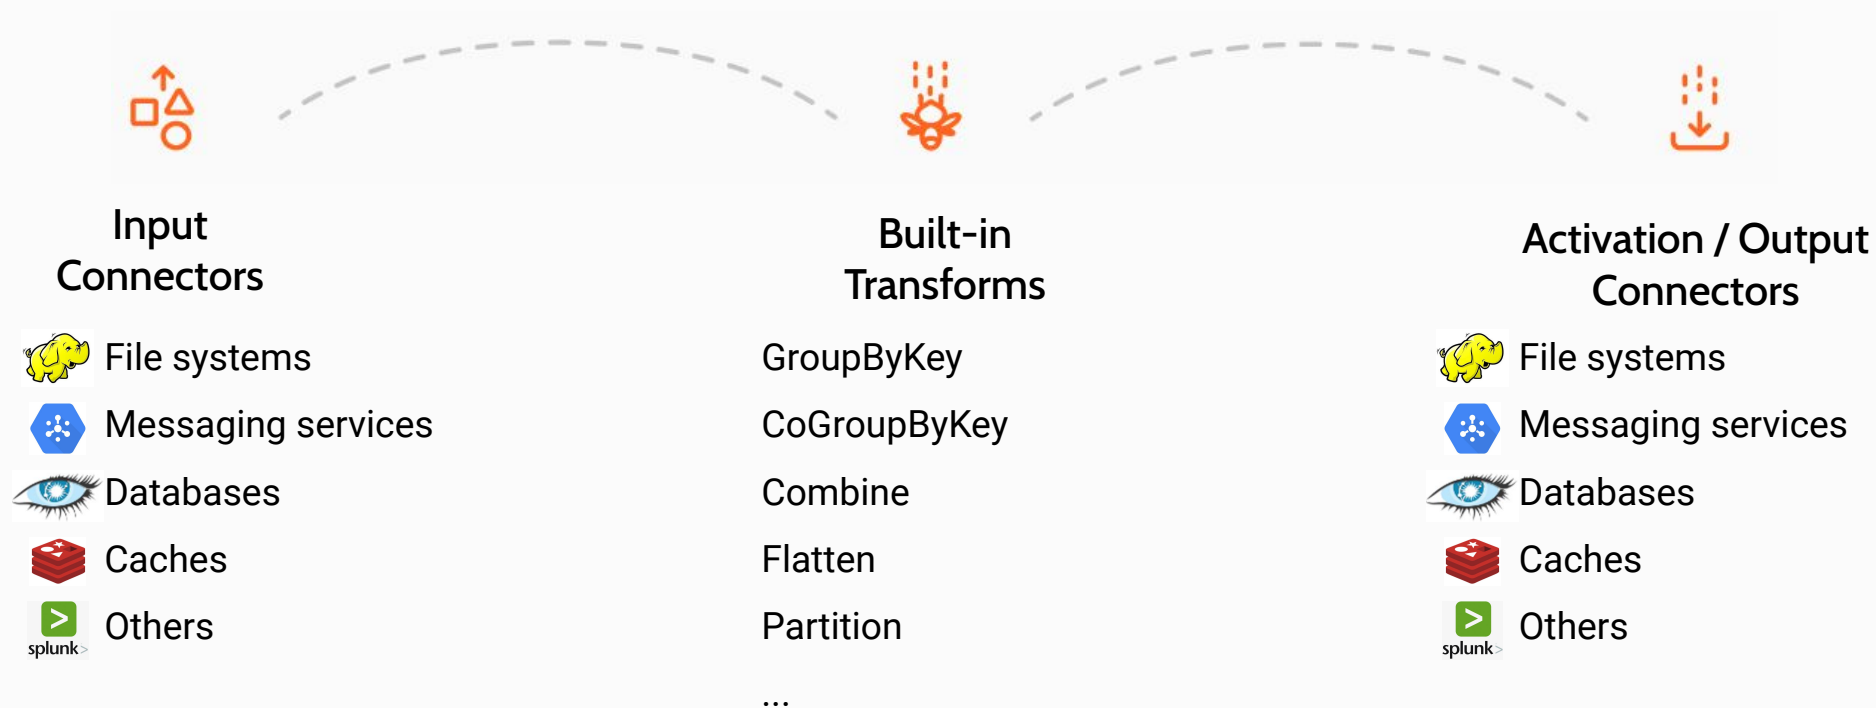 Input
Connectors
File systems
Messaging services
Databases
Caches
splunk>
Others
Built-in
Transforms
GroupByKey
CoGroupByKey
Combine
Flatten
Partition
...
Activation / Output
Connectors
File systems
Messaging services
Databases
Caches
splunk>
Others